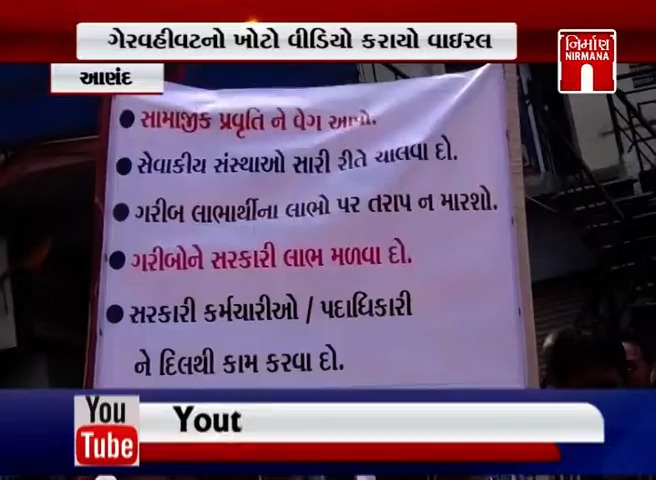 ગેરવહીવટનો ખોટો વીડિયો કરાયો વાઇરલ
નિર્માણ
NIRMANA
આણંદ
સામાજીક પ્રવૃતિ ને વેગ આપો.
સેવાકીય સંસ્થાઓ સારી રીતે ચાલવા દો.
ગરીબ લાભાર્થીના લાભો પર તરાપ ન મારશો.
ગરીબોને સરકારી લાભ મળવા દો.
સરકારી કર્મચારીઓ / પદાધિકારી
ને દિલથી કામ કરવા દો.
You
Tube
Yout